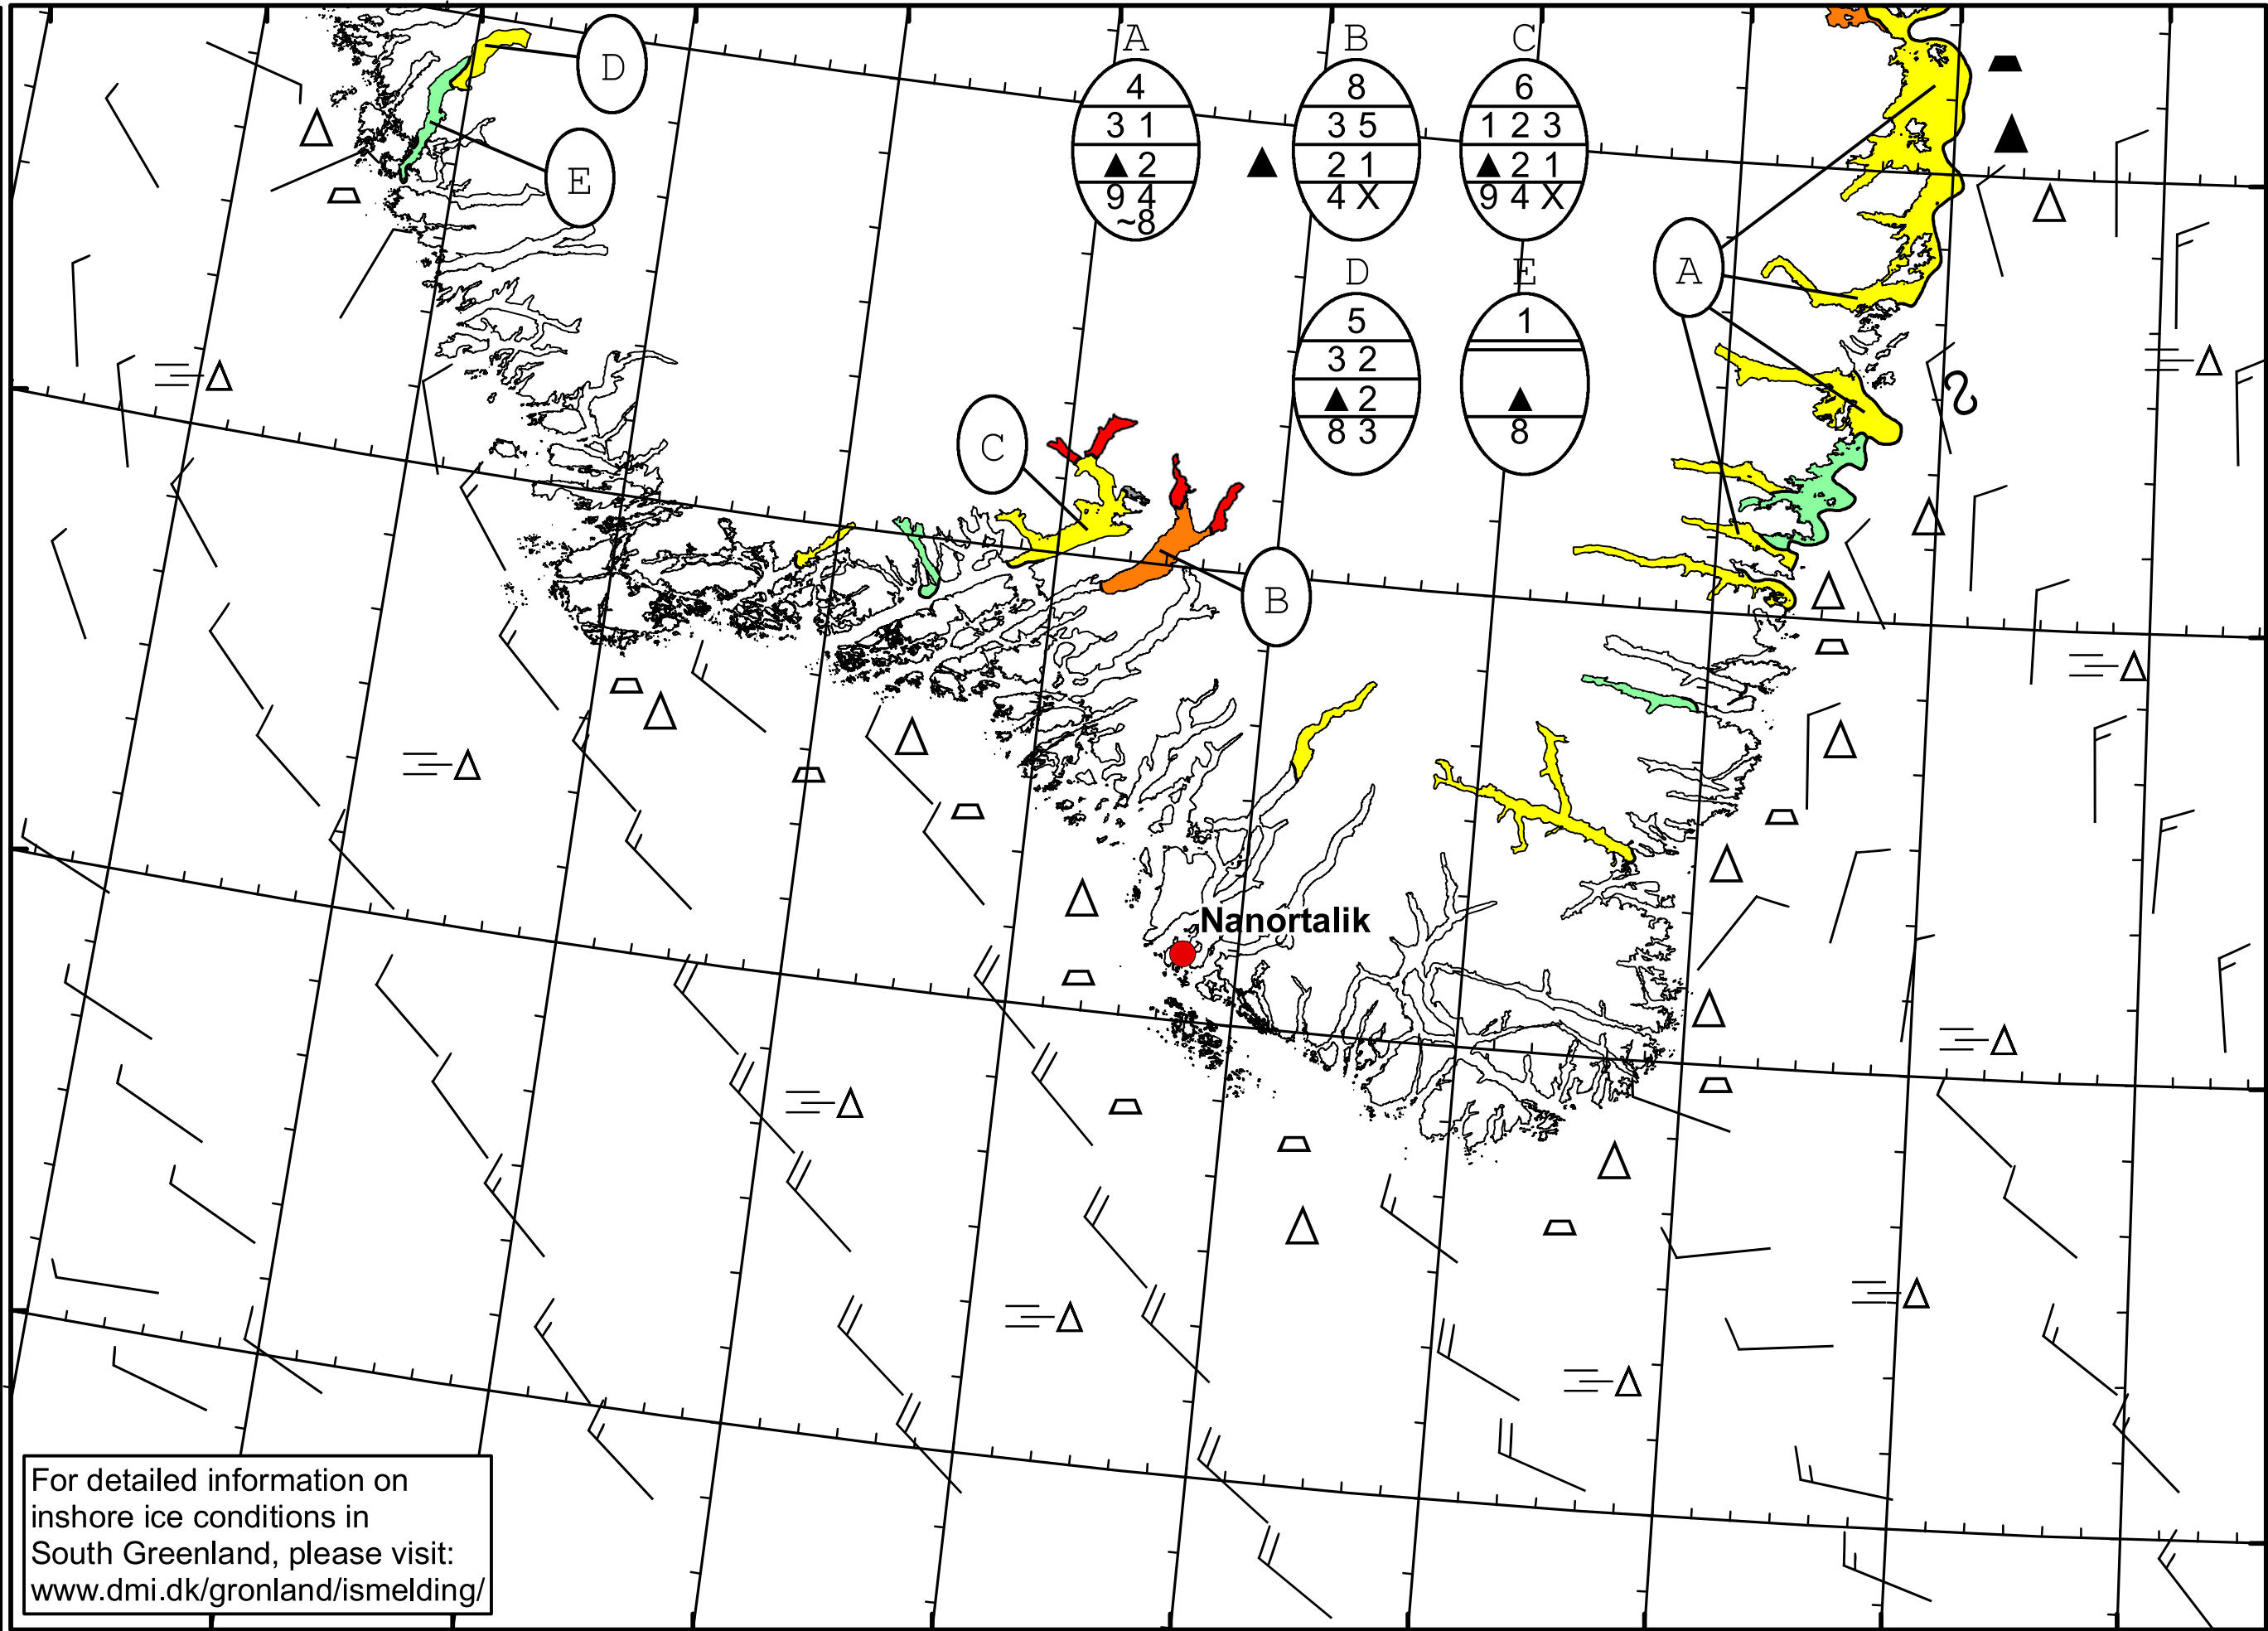 A B C
4 8 6
3 1 3 5 1 2 3
▲ 2 ▲ 2 1 ▲ 2 1
9 4 4 X 9 4 X
~8
D E
5 1
3 2
▲ 2 ▲
8 3 8
D
E
A
C
B
Nanortalik
For detailed information on
inshore ice conditions in
South Greenland, please visit:
www.dmi.dk/gronland/ismelding/